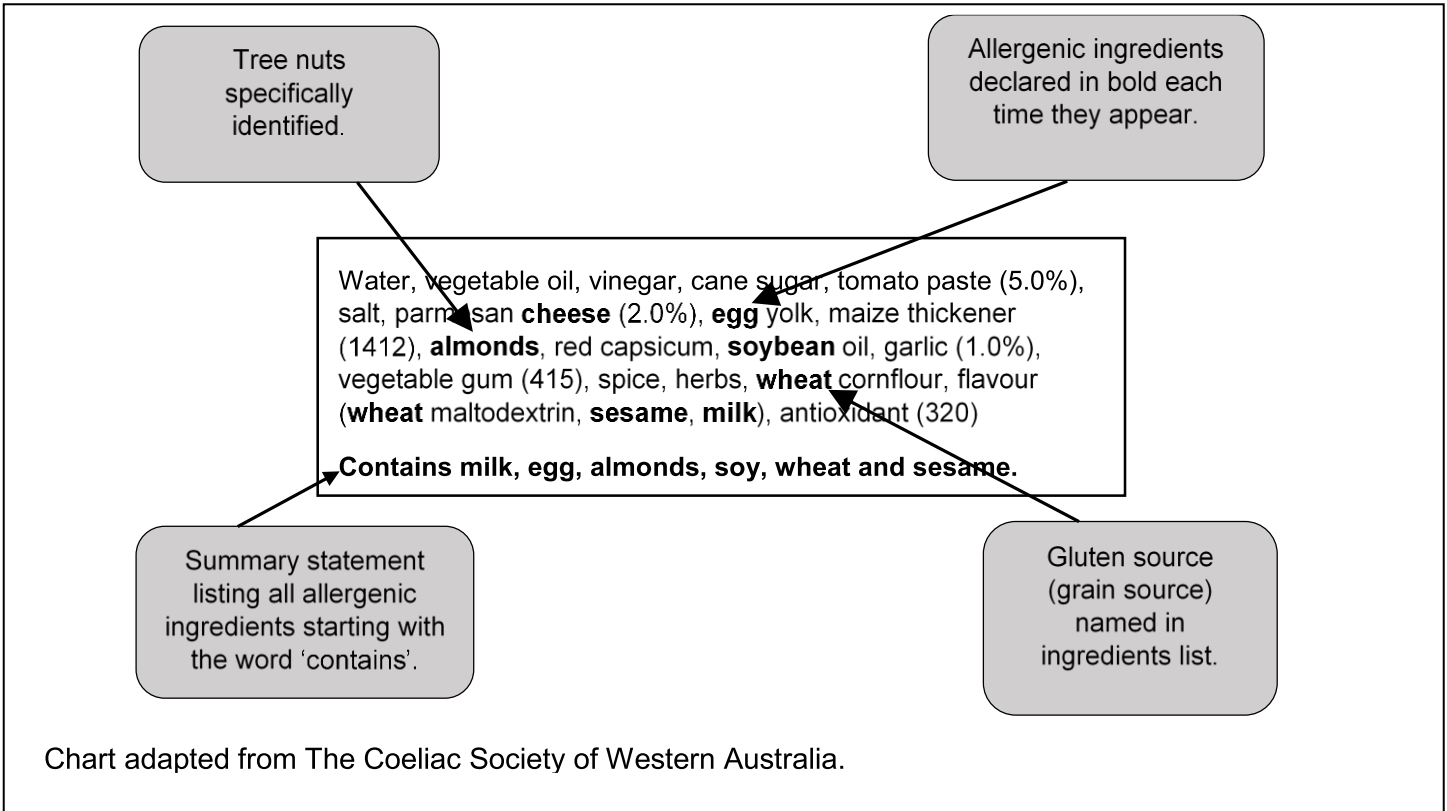 Tree nuts
specifically
identified.
Allergenic ingredients
declared in bold each
time they appear.
Water, vegetable oil, vinegar, cane sugar, tomato paste (5.0%),
salt, parmesan cheese (2.0%), egg yolk, maize thickener
(1412), almonds, red capsicum, soybean oil, garlic (1.0%),
vegetable gum (415), spice, herbs, wheat cornflour, flavour
(wheat maltodextrin, sesame, milk), antioxidant (320)
Contains milk, egg, almonds, soy, wheat and sesame.
Summary statement
listing all allergenic
ingredients starting with
the word ‘contains’.
Gluten source
(grain source)
named in
ingredients list.
Chart adapted from The Coeliac Society of Western Australia.